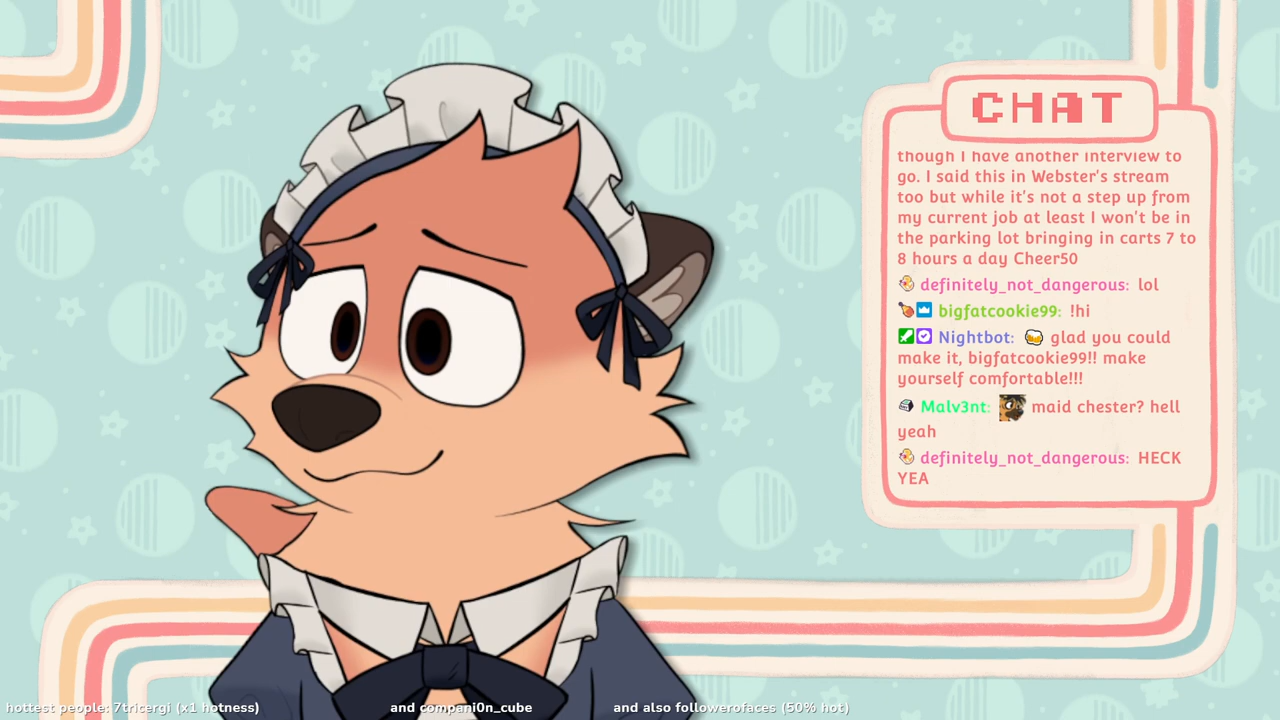 CHAT
though I have another interview to
go. I said this in Webster's stream
too but while it's not a step up from
my current job at least I won't be in
the parking lot bringing in carts 7 to
8 hours a day Cheer50
definitely_not_dangerous: lol
bigfatcookie99: !hi
Nightbot: glad you could
make it, bigfatcookie99!! make
yourself comfortable!!!
Malv3nt: maid chester? hell
yeah
definitely_not_dangerous: HECK
YEA
hottest people: 7tricergi (x1 hotness) and compani0n_cube and also followerofaces (50% hot)